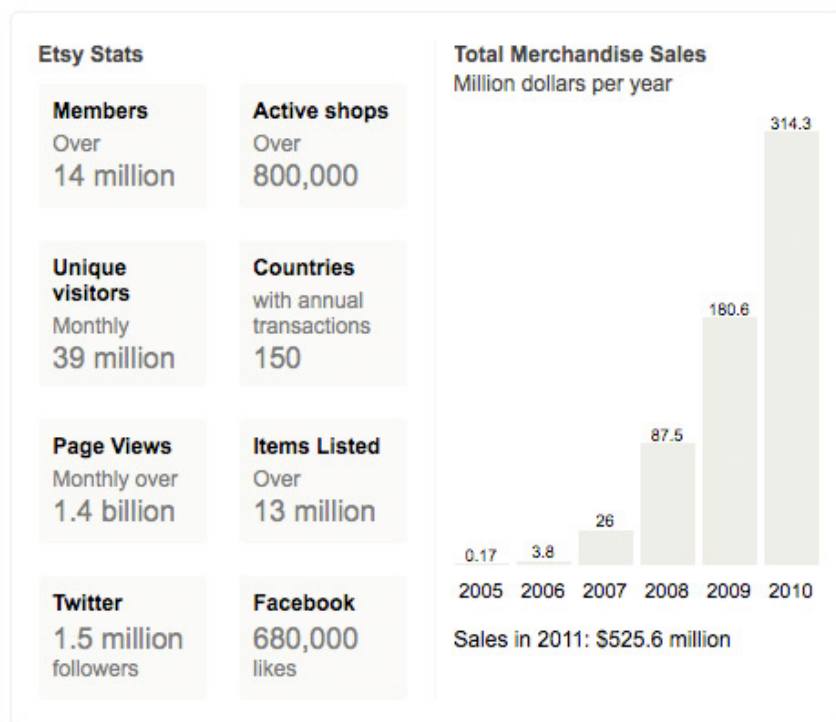 Etsy Stats
Members
Over
14 million
Active shops
Over
800,000
Unique
visitors
Monthly
39 million
Countries
with annual
transactions
150
Page Views
Monthly over
1.4 billion
Items Listed
Over
13 million
Twitter
1.5 million
followers
Facebook
680,000
likes
Total Merchandise Sales
Million dollars per year
314.3
180.6
87.5
26
3.8
0.17
2005 2006 2007 2008 2009 2010
Sales in 2011: $525.6 million